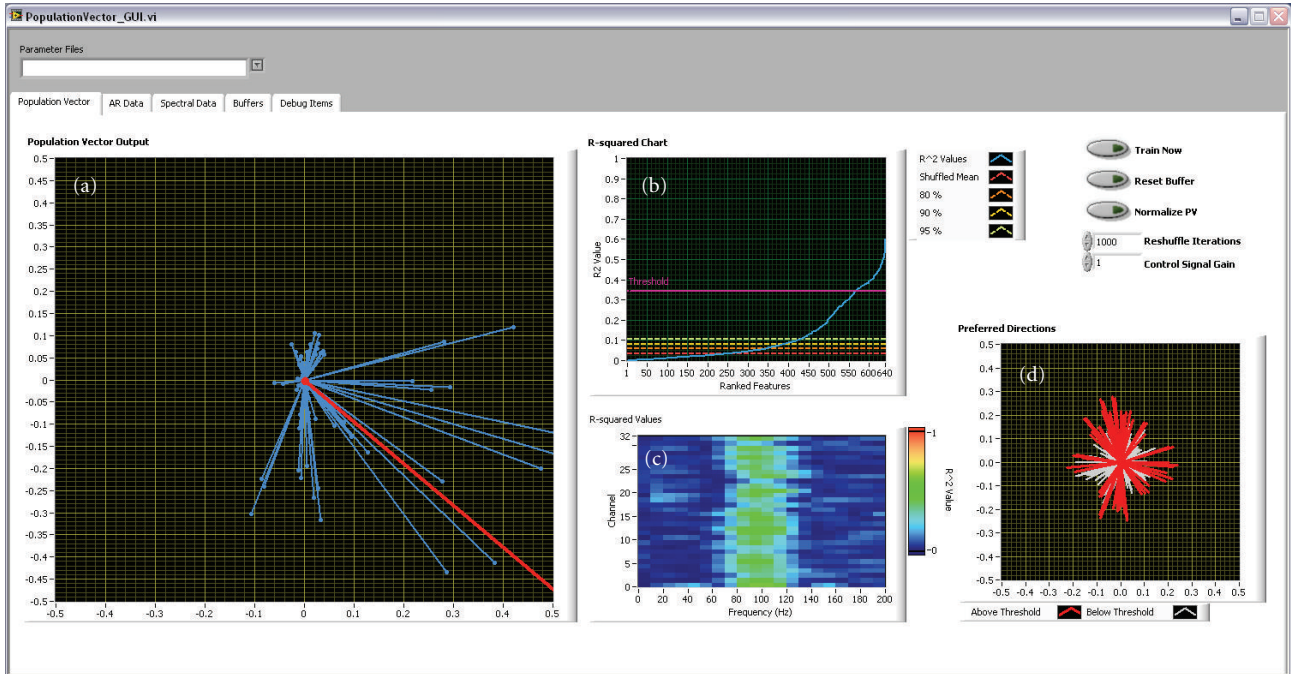 PopulationVector_GUI.vi
Parameter Files
Population Vector
AR Data
Spectral Data
Buffers
Debug Items
Population Vector Output
0.5
0.45
0.4
0.35
0.3
0.25
0.2
0.15
0.1
0.05
0
-0.05
-0.1
-0.15
-0.2
-0.25
-0.3
-0.35
-0.4
-0.45
-0.5
-0.5 -0.4 -0.3 -0.2 -0.1 0 0.1 0.2 0.3 0.4 0.5
(a)
R-squared Chart
R2 Value
1
0.9
0.8
0.7
0.6
0.5
0.4
0.3
0.2
0.1
0
(b)
Threshold
1 50 100 150 200 250 300 350 400 450 500 550 600 640
Ranked Features
R^2 Values
Shuffled Mean
80 %
90 %
95 %
Train Now
Reset Buffer
Normalize PV
1000 Reshuffle Iterations
1 Control Signal Gain
R-squared Values
Channel
32
25
20
15
10
5
0
(c)
0 20 40 60 80 100 120 140 160 180 200
Frequency (Hz)
1
0
R^2 Value
Preferred Directions
0.5
0.4
0.3
0.2
0.1
0.0
-0.1
-0.2
-0.3
-0.4
-0.5
(d)
-0.5 -0.4 -0.3 -0.2 -0.1 0.0 0.1 0.2 0.3 0.4 0.5
Above Threshold
Below Threshold